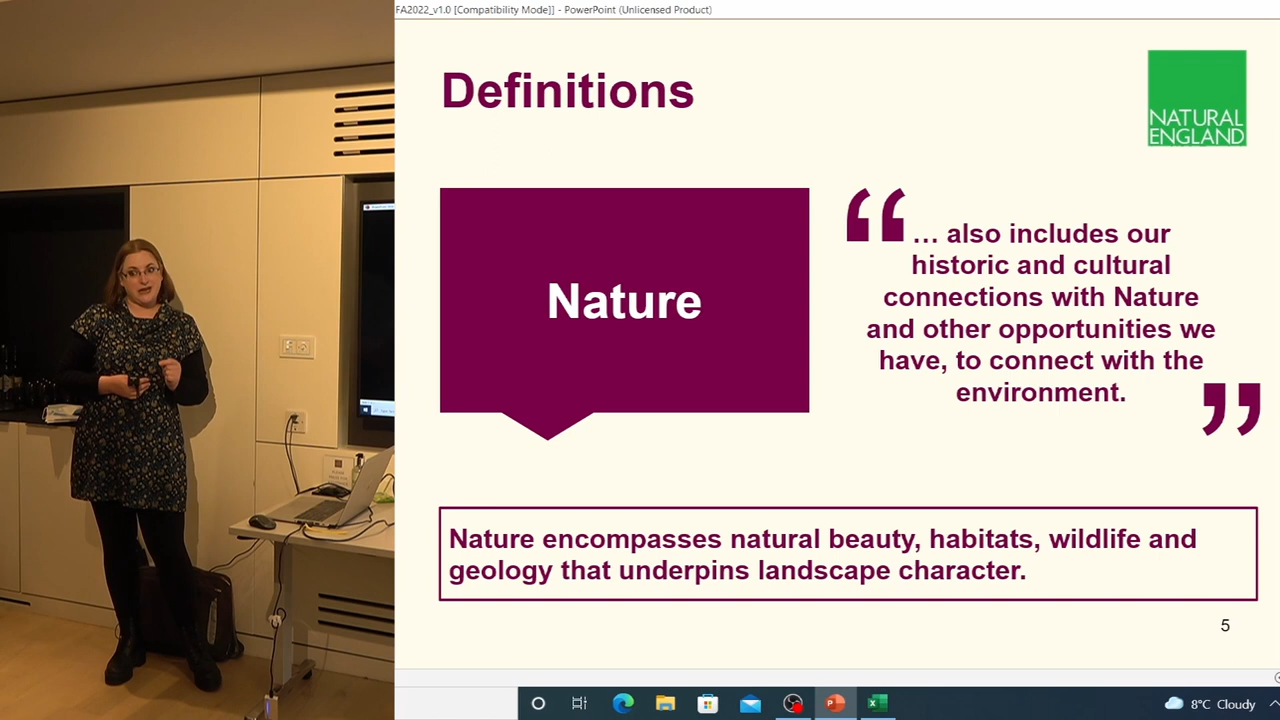 FA2022_v1.0 [Compatibility Mode]] - PowerPoint (Unlicensed Product)
Definitions
NATURAL
ENGLAND
Nature
“… also includes our
historic and cultural
connections with Nature
and other opportunities we
have, to connect with the
environment.”
Nature encompasses natural beauty, habitats, wildlife and
geology that underpins landscape character.
5
8°C Cloudy